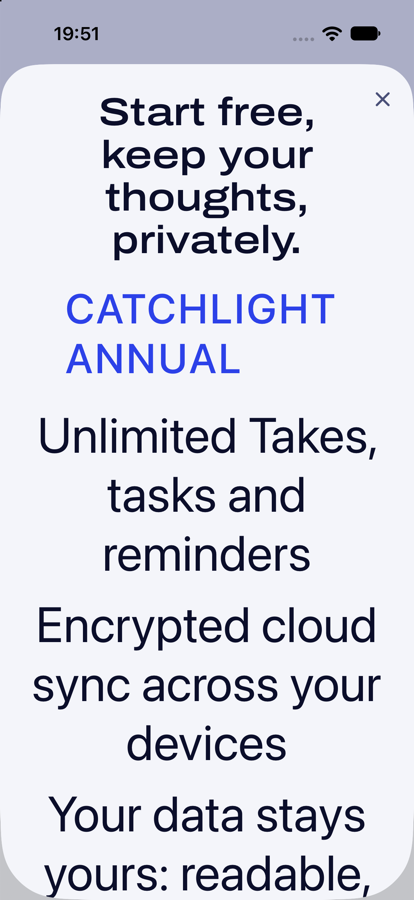 19:51
Start free,
keep your
thoughts,
privately.
CATCHLIGHT
ANNUAL
Unlimited Takes,
tasks and
reminders
Encrypted cloud
sync across your
devices
Your data stays
yours: readable,